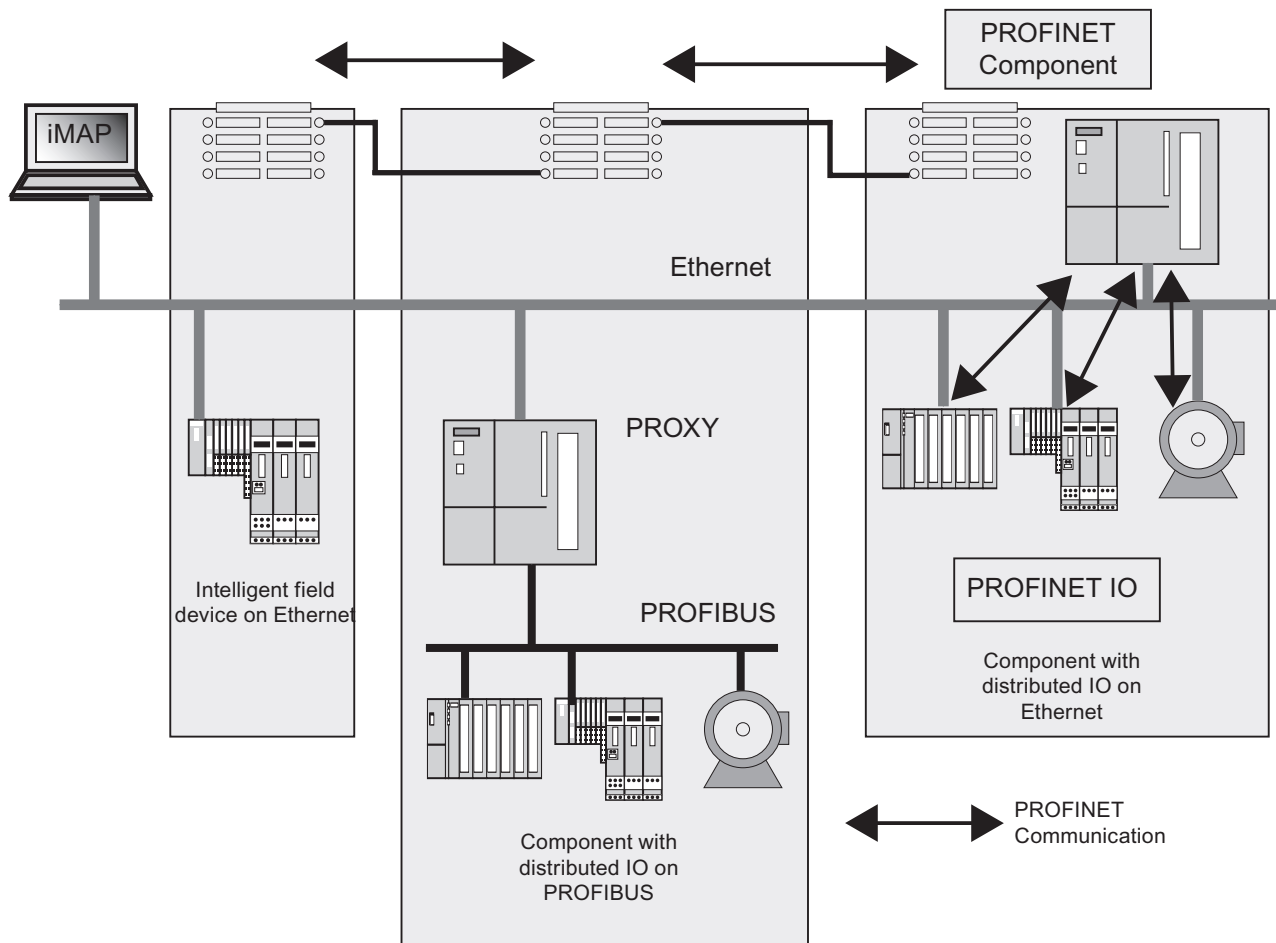 PROFINET
Component
iMAP
Ethernet
PROXY
Intelligent field
device on Ethernet
PROFIBUS
PROFINET IO
Component with
distributed IO on
Ethernet
PROFINET
Communication
Component with
distributed IO on
PROFIBUS